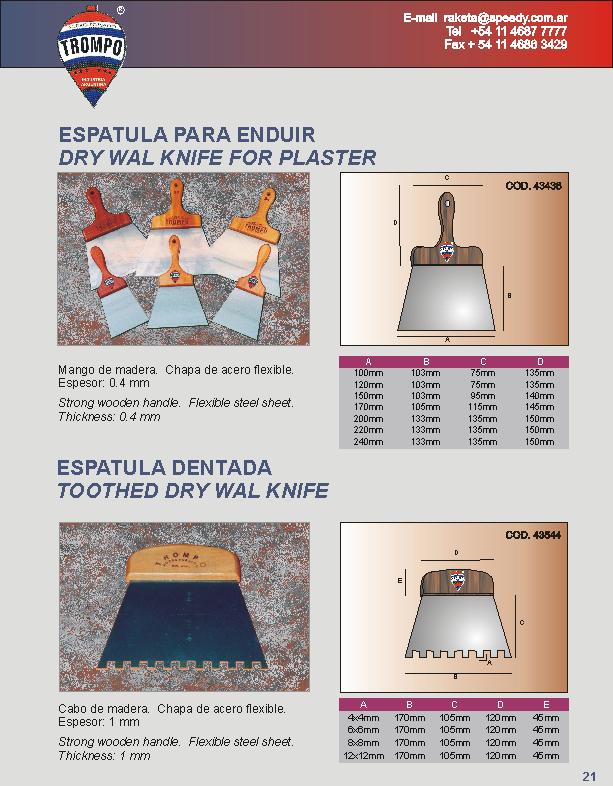 E-mail raketa@speedy.com.ar
Tel +54 11 4687 7777
Fax + 54 11 4686 3429
®
TROMPO
INDUSTRIA
ARGENTINA
ESPATULA PARA ENDUIR
DRY WAL KNIFE FOR PLASTER
COD. 43436
C
D
B
A
Mango de madera. Chapa de acero flexible.
Espesor: 0.4 mm
Strong wooden handle. Flexible steel sheet.
Thickness: 0.4 mm
A B C D
100mm 103mm 75mm 135mm
120mm 103mm 75mm 135mm
150mm 103mm 95mm 140mm
170mm 105mm 115mm 145mm
200mm 133mm 135mm 150mm
220mm 133mm 135mm 150mm
240mm 133mm 135mm 150mm
ESPATULA DENTADA
TOOTHED DRY WAL KNIFE
TROMPO
COD. 43544
D
E
C
A
B
Cabo de madera. Chapa de acero flexible.
Espesor: 1 mm
Strong wooden handle. Flexible steel sheet.
Thickness: 1 mm
A B C D E
4x4mm 170mm 105mm 120mm 45mm
6x6mm 170mm 105mm 120mm 45mm
8x8mm 170mm 105mm 120mm 45mm
12x12mm 170mm 105mm 120mm 45mm
21